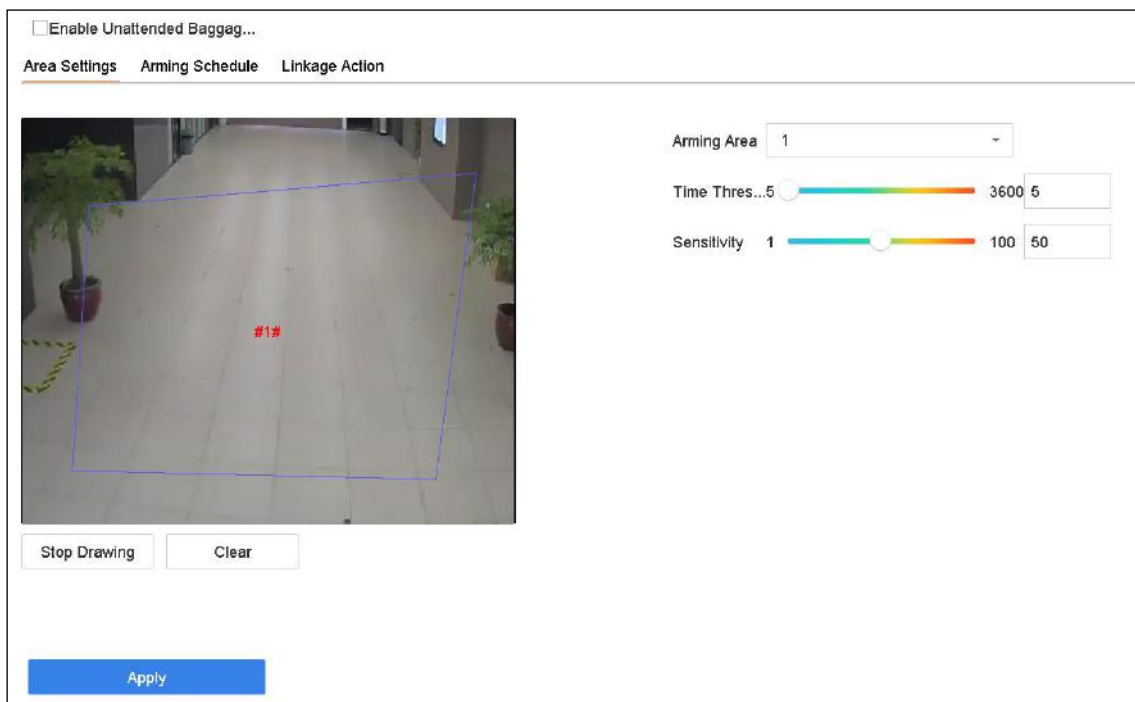 Enable Unattended Baggag...
Area Settings Arming Schedule Linkage Action
Arming Area 1
Time Thres...5 3600 5
Sensitivity 1 100 50
#1#
Stop Drawing Clear
Apply